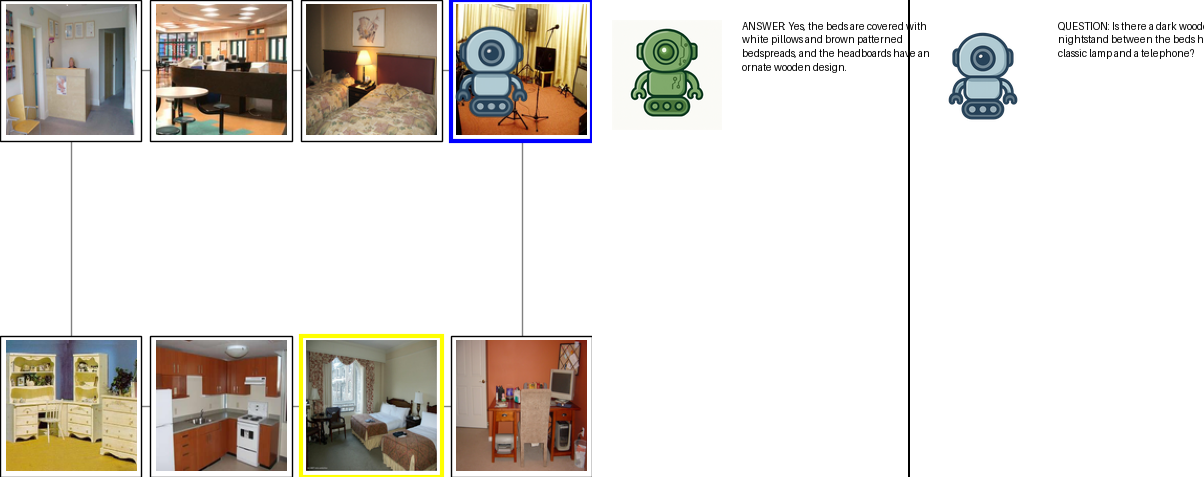 ANSWER: Yes, the beds are covered with
white pillows and brown patterned
bedspreads, and the headboards have an
ornate wooden design.
QUESTION: Is there a dark wood
nightstand between the beds h
classic lamp and a telephone?